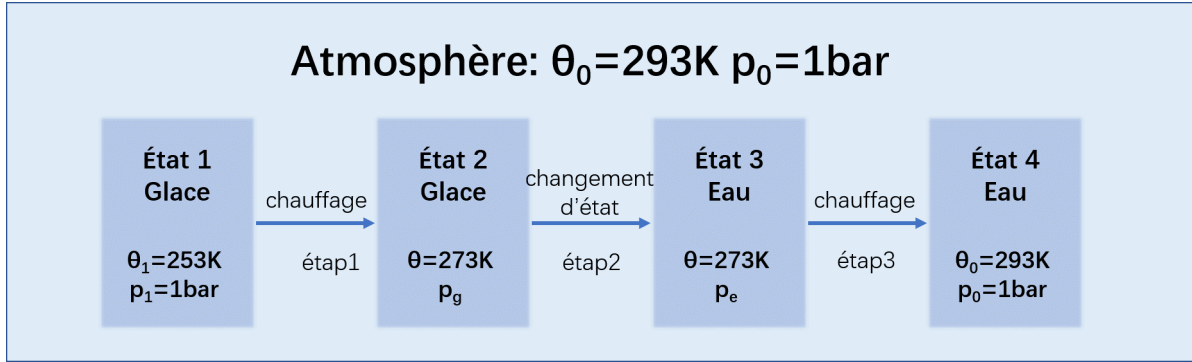 Atmosphère: θ₀=293K p₀=1bar
État 1
Glace
θ₁=253K
p₁=1bar
chauffage
étap1
État 2
Glace
θ=273K
p_g
changement
d’état
étap2
État 3
Eau
θ=273K
pₑ
chauffage
étap3
État 4
Eau
θ₀=293K
p₀=1bar